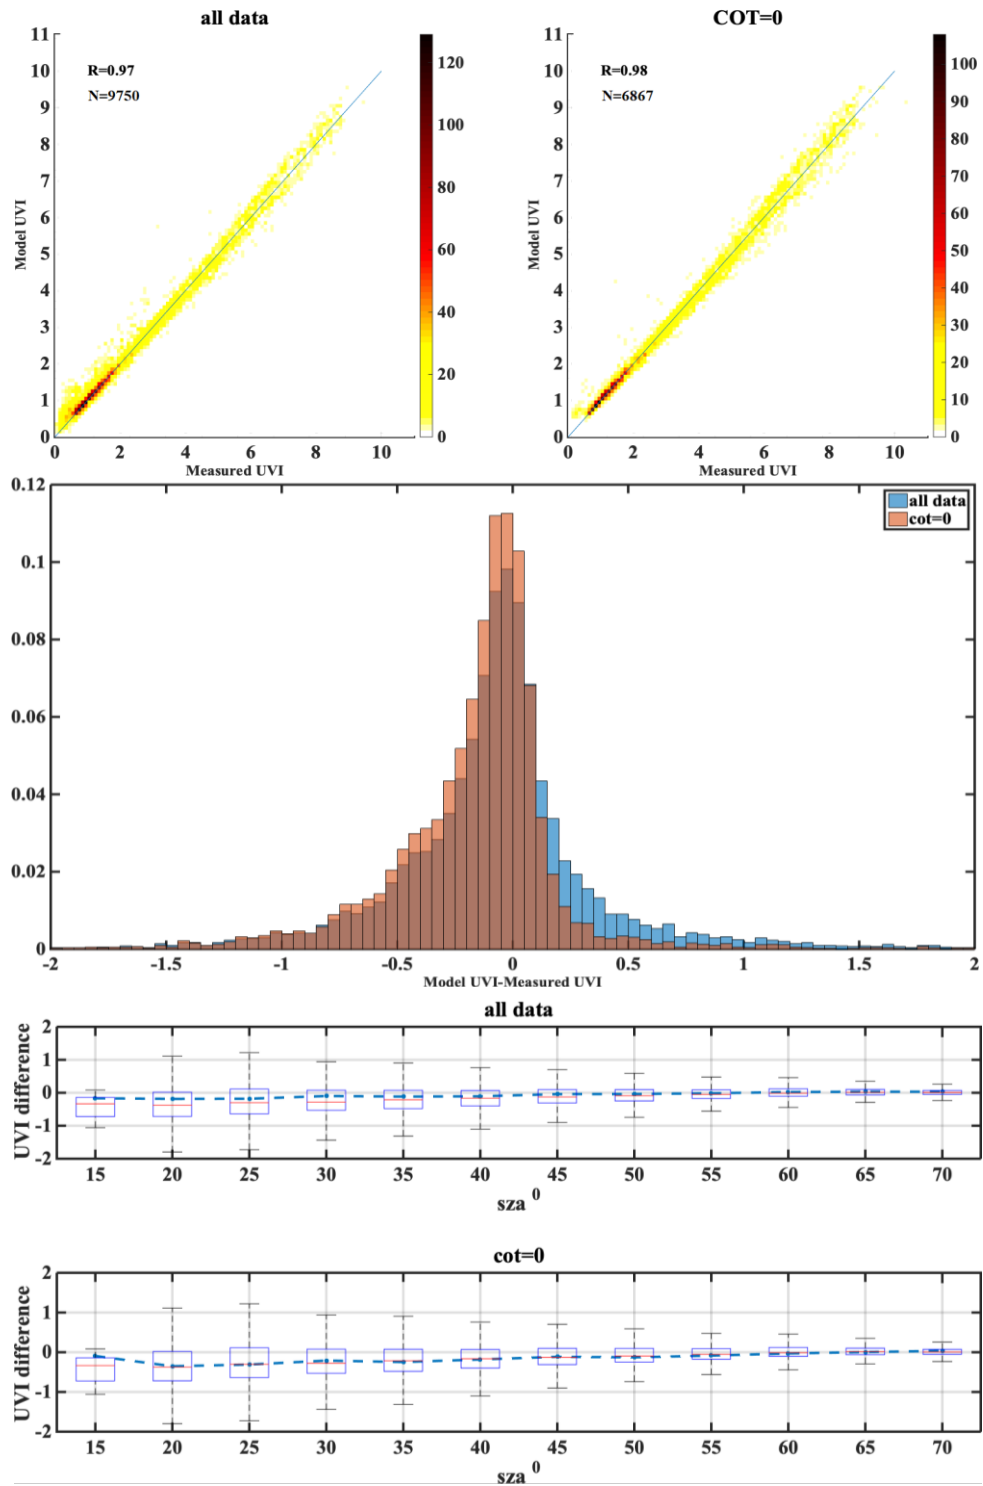 all data
11
10
9
8
7
6
5
4
3
2
1
0
Model UVI
R=0.97
N=9750
0 2 4 6 8 10
Measured UVI
120
100
80
60
40
20
0
COT=0
11
10
9
8
7
6
5
4
3
2
1
0
Model UVI
R=0.98
N=6867
0 2 4 6 8 10
Measured UVI
100
90
80
70
60
50
40
30
20
10
0
0.12
0.1
0.08
0.06
0.04
0.02
0
all data
cot=0
-2 -1.5 -1 -0.5 0 0.5 1 1.5 2
Model UVI-Measured UVI
all data
UVI difference
2
1
0
-1
-2
15 20 25 30 35 40 45 50 55 60 65 70
sza 0
cot=0
UVI difference
2
1
0
-1
-2
15 20 25 30 35 40 45 50 55 60 65 70
sza 0